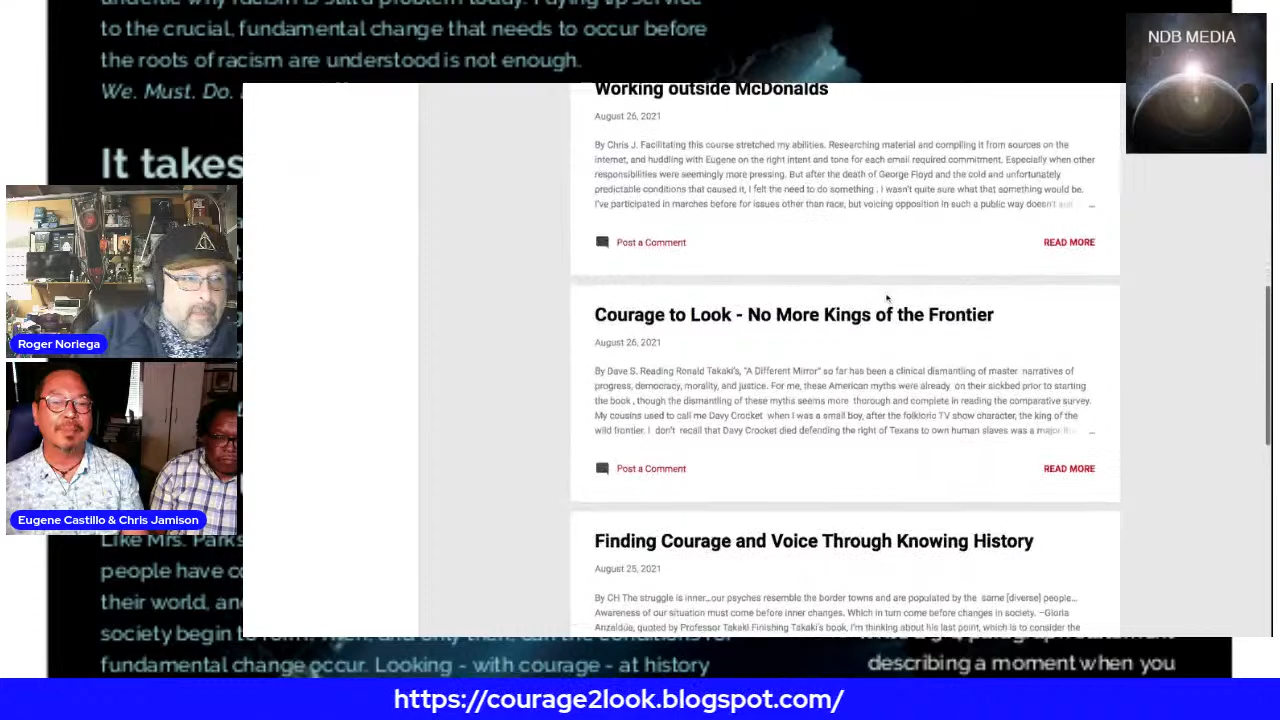 to the crucial, fundamental change that needs to occur before
the roots of racism are understood is not enough.
We. Must. Do.
NDB MEDIA
It takes
Working outside McDonalds
August 26, 2021
By Chris J. Facilitating this course stretched my abilities. Researching material and compiling it from sources on the
internet, and huddling with Eugene on the right intent and tone for each email required commitment. Especially when other
responsibilities were seemingly more pressing. But after the death of George Floyd and the cold and unfortunately
predictable conditions that caused it, I felt the need to do something . I wasn't quite sure what that something would be.
I've participated in marches before for issues other than race, but voicing opposition in such a public way doesn't ...
Post a Comment
READ MORE
Courage to Look - No More Kings of the Frontier
August 26, 2021
By Dave S. Reading Ronald Takaki's, "A Different Mirror" so far has been a clinical dismantling of master narratives of
progress, democracy, morality, and justice. For me, these American myths were already on their sickbed prior to starting
the book , though the dismantling of these myths seems more thorough and complete in reading the comparative survey.
My cousins used to call me Davy Crocket when I was a small boy, after the folkloric TV show character, the king of the
wild frontier. I don't recall that Davy Crocket died defending the right of Texans to own human slaves was a major ...
Post a Comment
READ MORE
Finding Courage and Voice Through Knowing History
August 25, 2021
By CH The struggle is inner...our psyches resemble the border towns and are populated by the same [diverse] people...
Awareness of our situation must come before inner changes. Which in turn come before changes in society. ~Gloria
Anzaldúa, quoted by Professor Takaki Finishing Takaki's book, I'm thinking about his last point, which is to consider the
Roger Noriega
Eugene Castillo & Chris Jamison
Like Mrs. Parks
people have
their world,
society begin
fundamental change occur. Looking - with courage - at history
describing a moment when you
https://courage2look.blogspot.com/